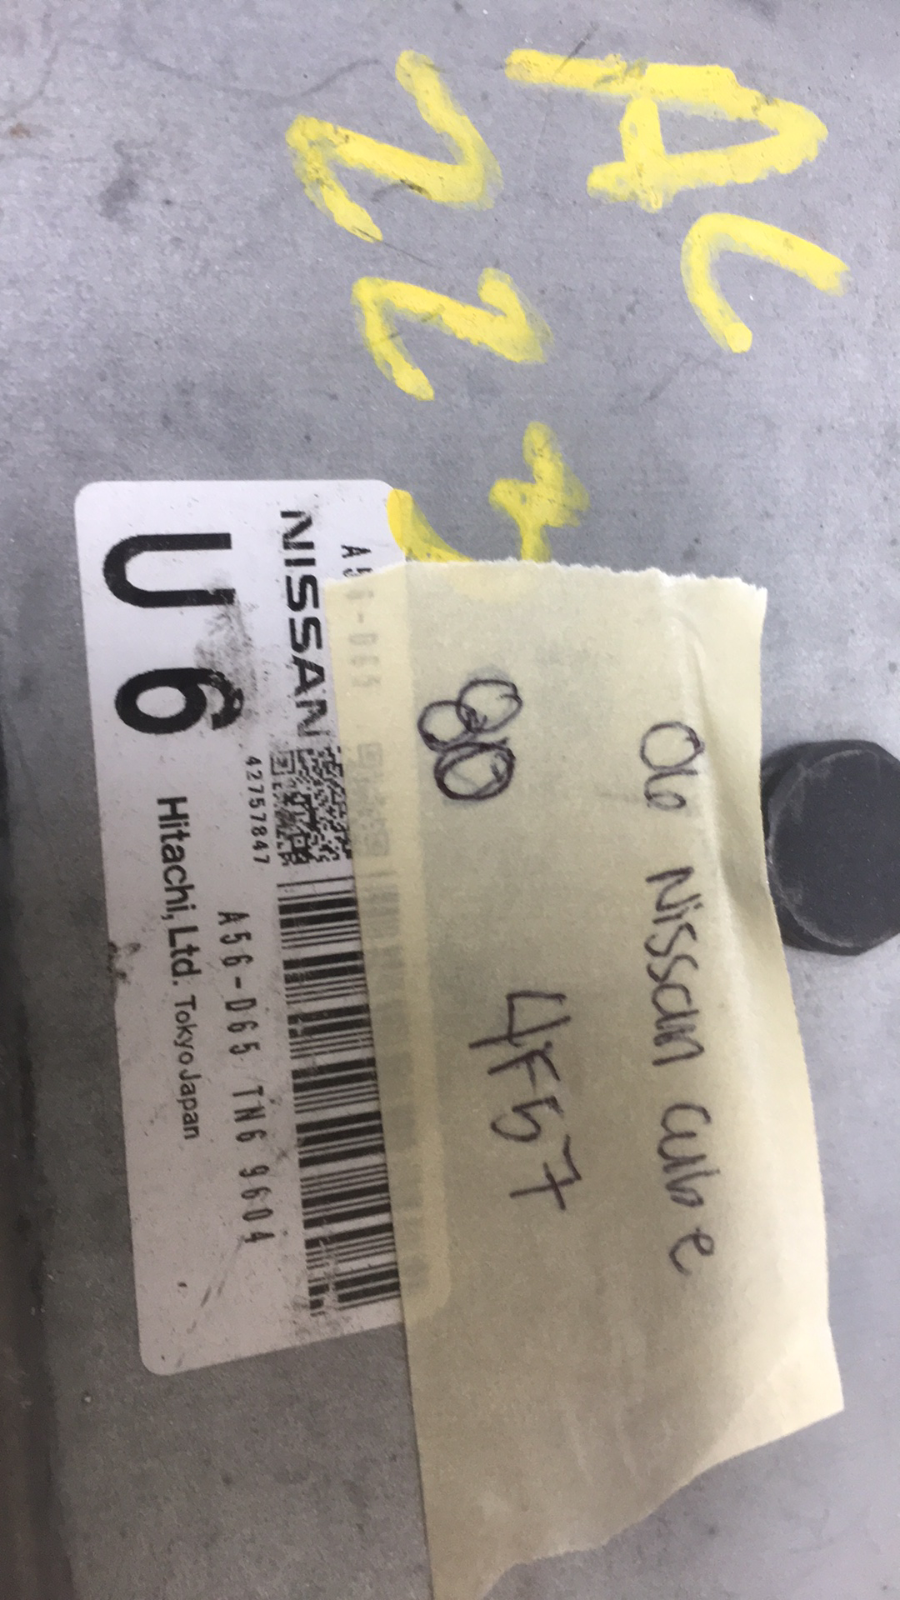 AC
227
06 Nissan cube
4F57
80
A56-D65
NISSAN
42757847
A56-D65 TN6 9604
U6
Hitachi, Ltd. Tokyo Japan